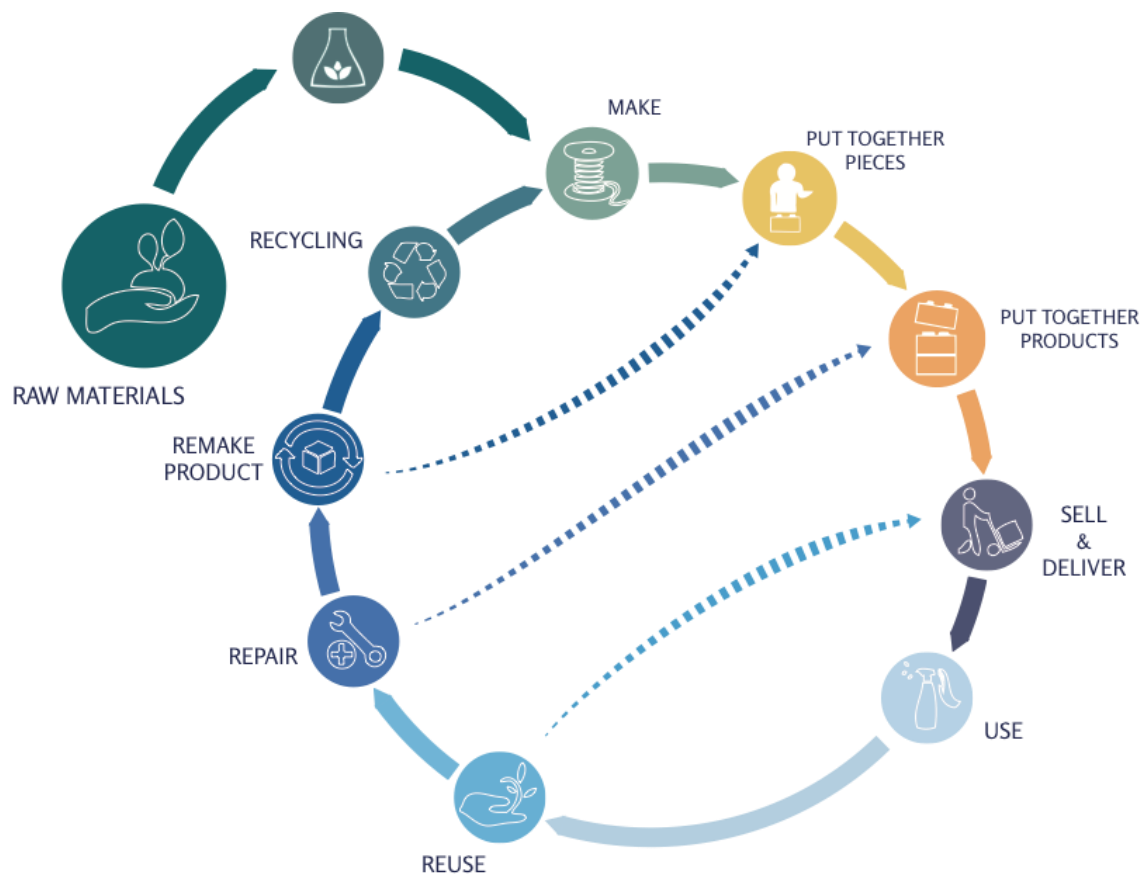 MAKE
PUT TOGETHER
PIECES
RECYCLING
PUT TOGETHER
PRODUCTS
RAW MATERIALS
REMAKE
PRODUCT
SELL
&
DELIVER
REPAIR
USE
REUSE